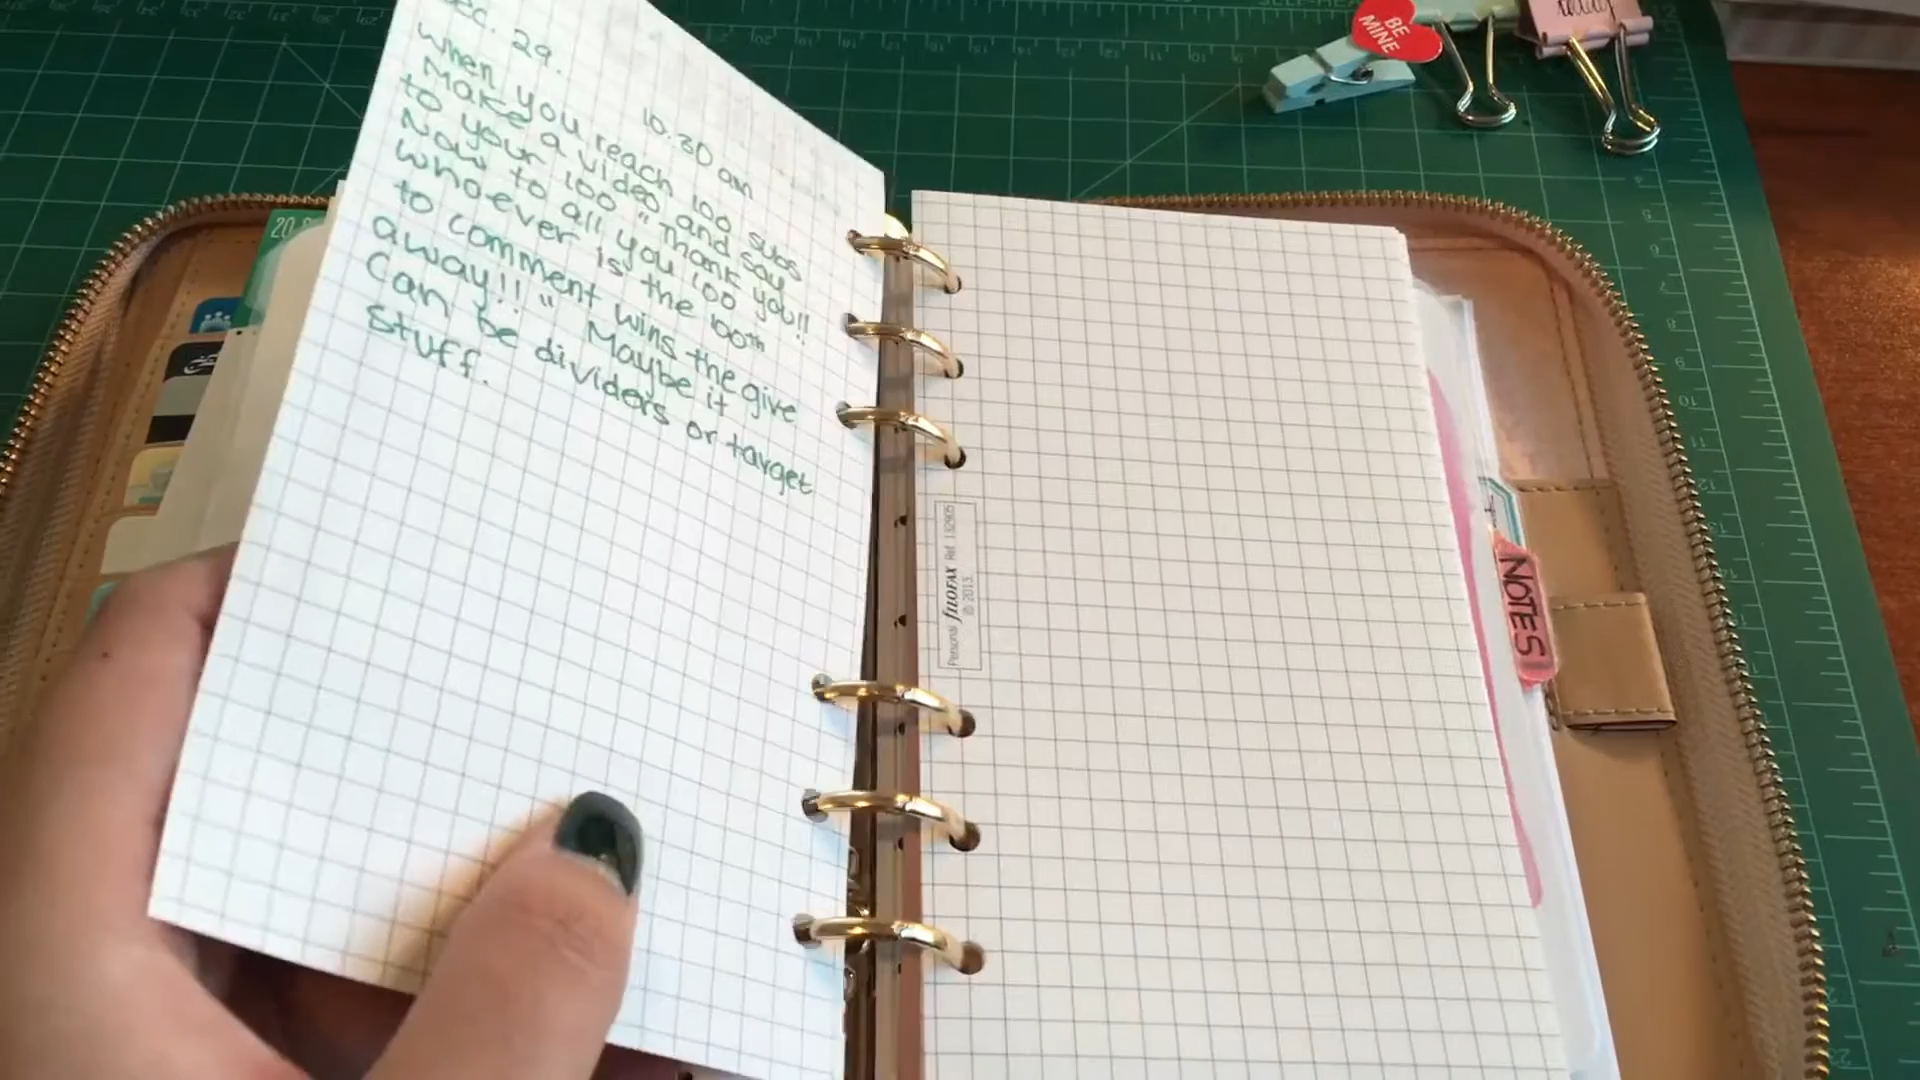 Dec. 29.
10.30 am
when you reach 100 subs
Make a video and say
to your 100 "Thank you!!
Now to all you 100!!
whoever is the 100th
to comment wins the give
away!!" Maybe it
can be dividers or target
stuff.
Personal FILOFAX Ref. 132905
© 2013
NOTES
BE
MINE